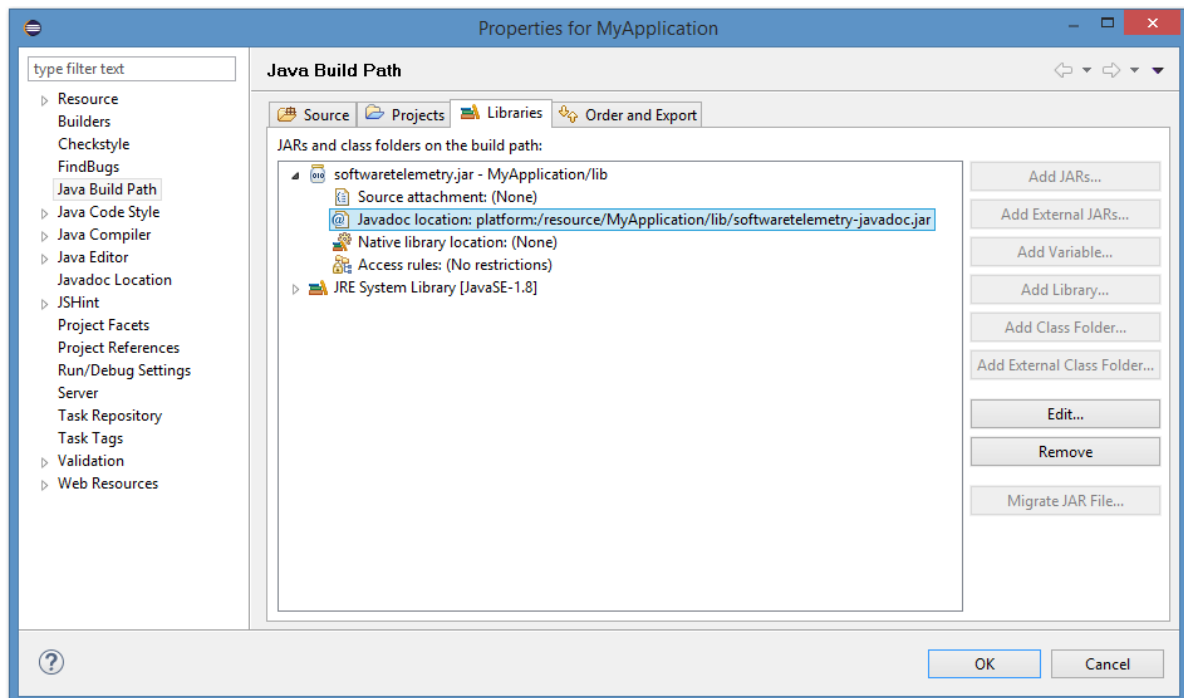 Properties for MyApplication
type filter text
Resource
Builders
Checkstyle
FindBugs
Java Build Path
Java Code Style
Java Compiler
Java Editor
Javadoc Location
JSHint
Project Facets
Project References
Run/Debug Settings
Server
Task Repository
Task Tags
Validation
Web Resources
Java Build Path
Source Projects Libraries Order and Export
JARs and class folders on the build path:
softwaretelemetry.jar - MyApplication/lib
Source attachment: (None)
Javadoc location: platform:/resource/MyApplication/lib/softwaretelemetry-javadoc.jar
Native library location: (None)
Access rules: (No restrictions)
JRE System Library [JavaSE-1.8]
Add JARs...
Add External JARs...
Add Variable...
Add Library...
Add Class Folder...
Add External Class Folder...
Edit...
Remove
Migrate JAR File...
OK Cancel